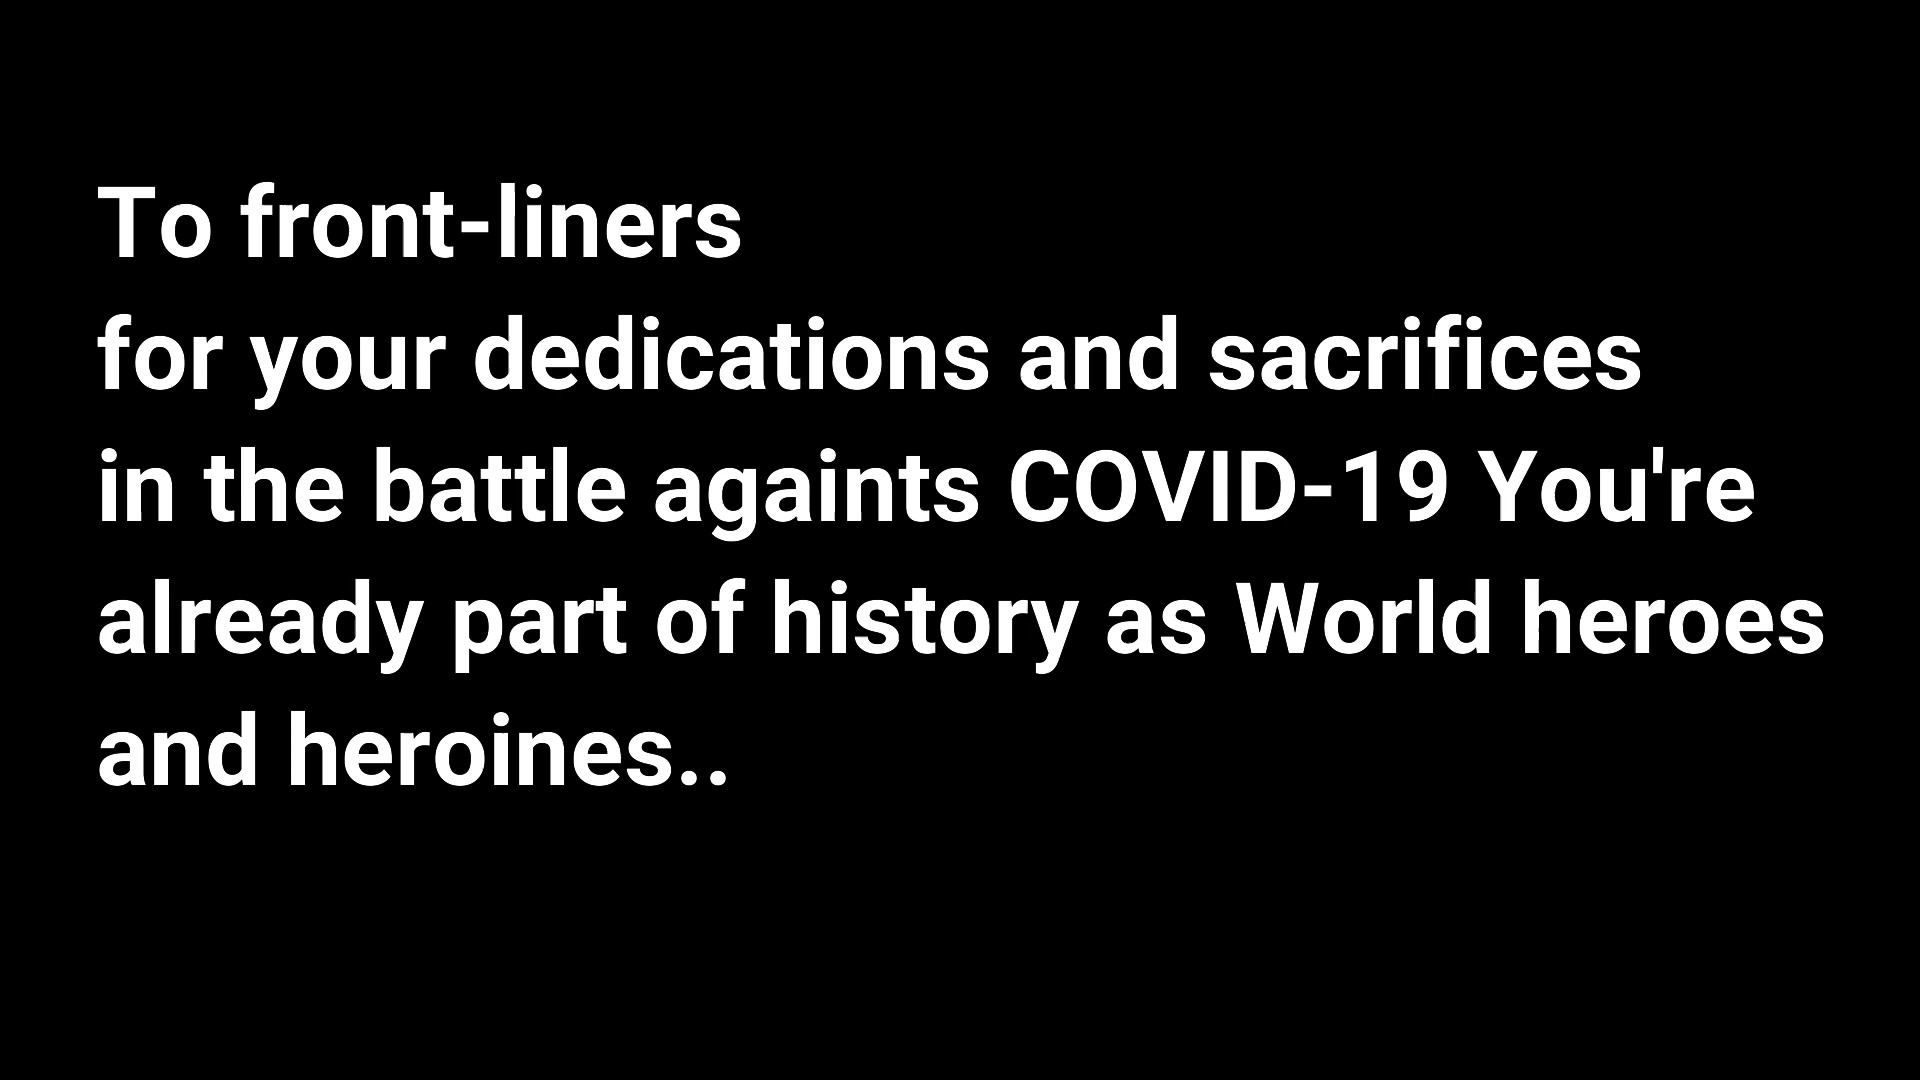 To front-liners
for your dedications and sacrifices
in the battle againts COVID-19 You're
already part of history as World heroes
and heroines..